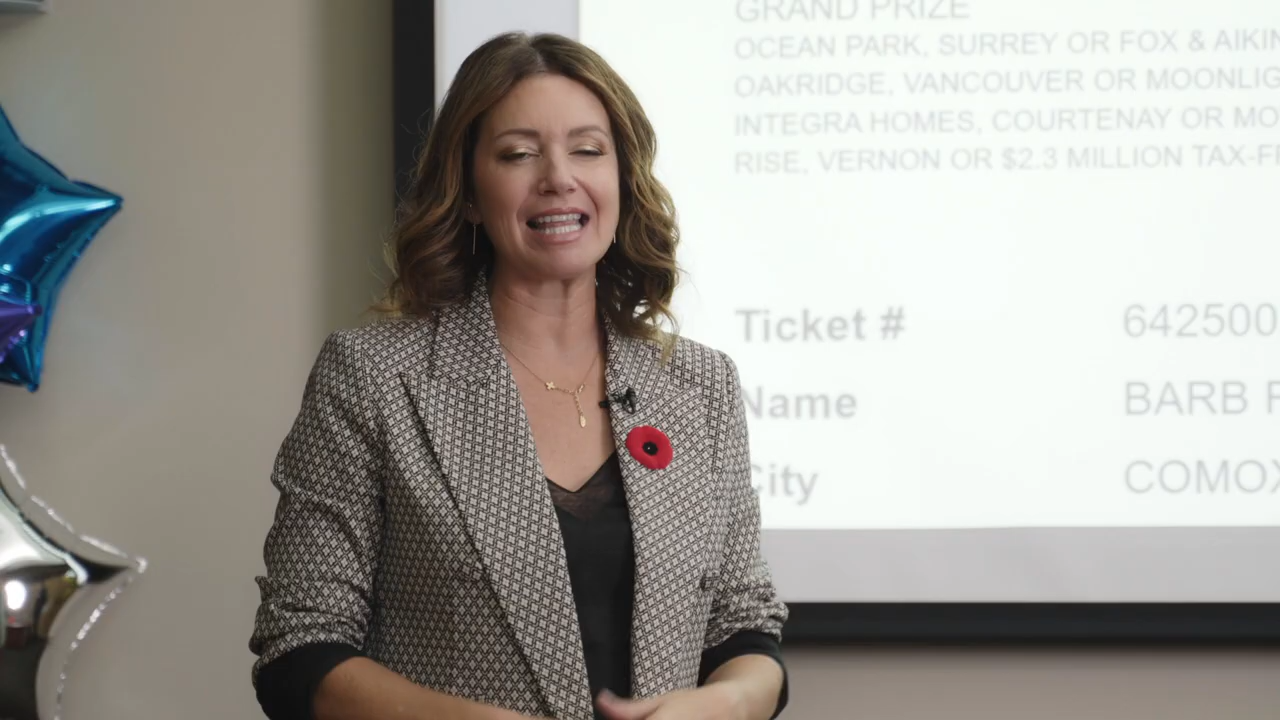 GRAND PRIZE
OCEAN PARK, SURREY OR FOX & AIKIN
OAKRIDGE, VANCOUVER OR MOONLIG
INTEGRA HOMES, COURTENAY OR MO
RISE, VERNON OR $2.3 MILLION TAX-FR
Ticket # 642500
Name BARB
City COMOX